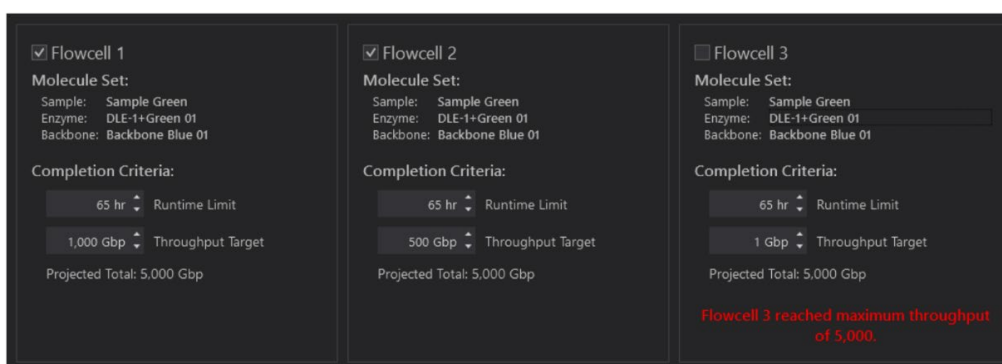 Flowcell 1
Molecule Set:
Sample: Sample Green
Enzyme: DLE-1+Green 01
Backbone: Backbone Blue 01
Completion Criteria:
65 hr Runtime Limit
1,000 Gbp Throughput Target
Projected Total: 5,000 Gbp
Flowcell 2
Molecule Set:
Sample: Sample Green
Enzyme: DLE-1+Green 01
Backbone: Backbone Blue 01
Completion Criteria:
65 hr Runtime Limit
500 Gbp Throughput Target
Projected Total: 5,000 Gbp
Flowcell 3
Molecule Set:
Sample: Sample Green
Enzyme: DLE-1+Green 01
Backbone: Backbone Blue 01
Completion Criteria:
65 hr Runtime Limit
1 Gbp Throughput Target
Projected Total: 5,000 Gbp
Flowcell 3 reached maximum throughput
of 5,000.